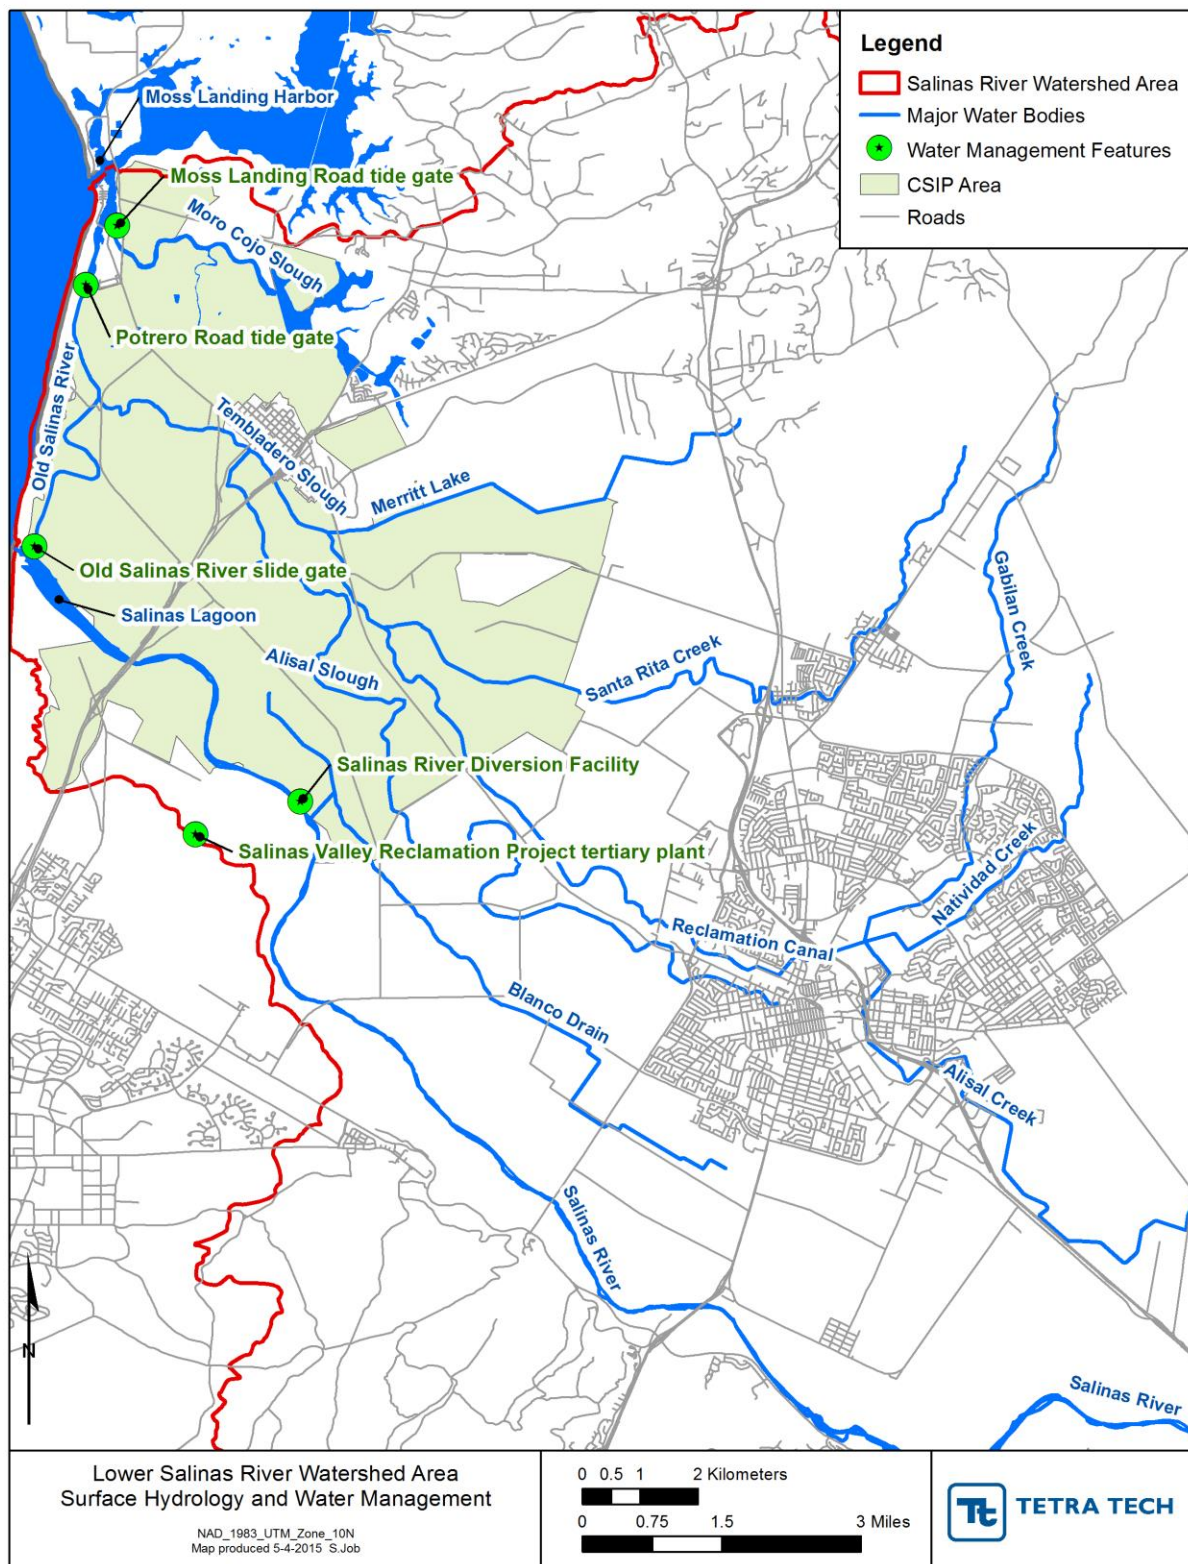 Legend
Salinas River Watershed Area
Major Water Bodies
Water Management Features
CSIP Area
Roads
Moss Landing Harbor
Moss Landing Road tide gate
Moro Cojo Slough
Potrero Road tide gate
Old Salinas River
Tembladero Slough
Merritt Lake
Old Salinas River slide gate
Salinas Lagoon
Gabilan Creek
Santa Rita Creek
Alisal Slough
Salinas River Diversion Facility
Salinas Valley Reclamation Project tertiary plant
Natividad Creek
Reclamation Canal
Blanco Drain
Alisal Creek
Salinas River
N
Salinas River
Lower Salinas River Watershed Area
Surface Hydrology and Water Management
NAD_1983_UTM_Zone_10N
Map produced 5-4-2015 S.Job
0 0.5 1 2 Kilometers
0 0.75 1.5 3 Miles
Tt TETRA TECH